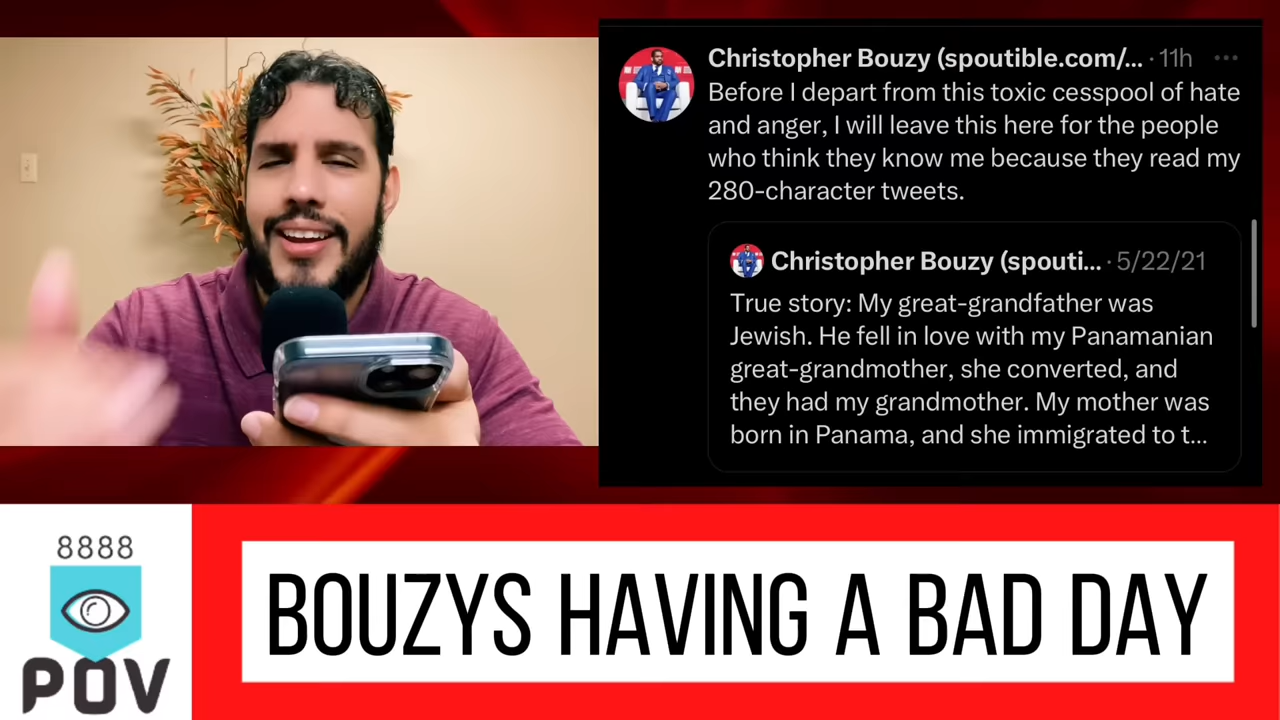 Christopher Bouzy (spoutible.com/... · 11h ...
Before I depart from this toxic cesspool of hate
and anger, I will leave this here for the people
who think they know me because they read my
280-character tweets.
Christopher Bouzy (spouti... · 5/22/21
True story: My great-grandfather was
Jewish. He fell in love with my Panamanian
great-grandmother, she converted, and
they had my grandmother. My mother was
born in Panama, and she immigrated to t...
8888
POV
BOUZYS HAVING A BAD DAY